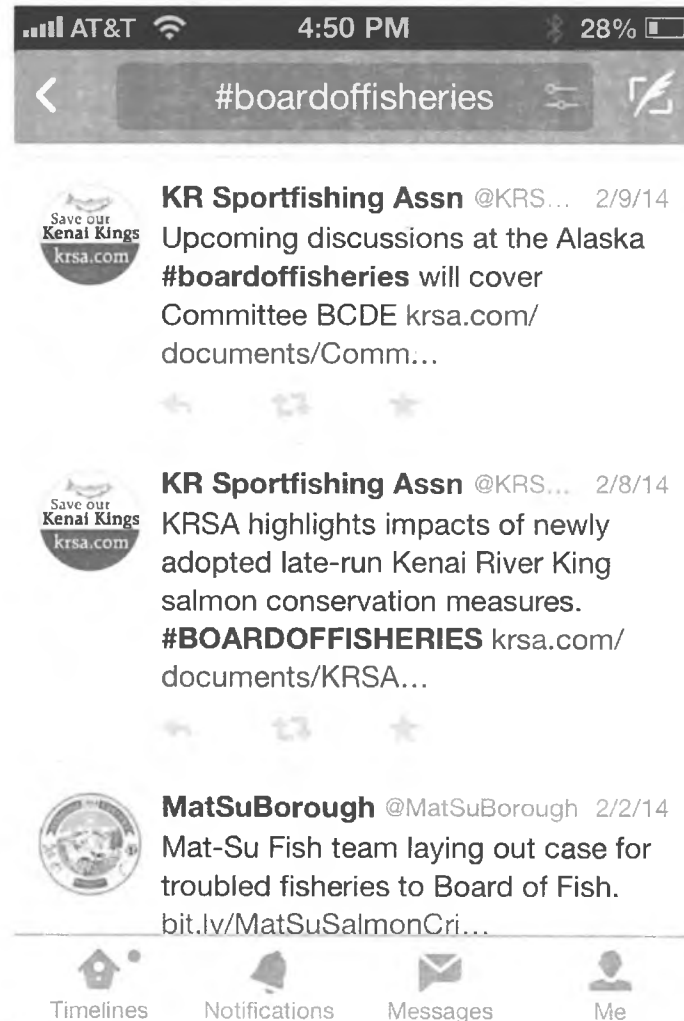 AT&T 4:50 PM 28%
#boardoffisheries
Save our
Kenai Kings
krsa.com
KR Sportfishing Assn @KRS... 2/9/14
Upcoming discussions at the Alaska
#boardoffisheries will cover
Committee BCDE krsa.com/
documents/Comm...
Save our
Kenai Kings
krsa.com
KR Sportfishing Assn @KRS... 2/8/14
KRSA highlights impacts of newly
adopted late-run Kenai River King
salmon conservation measures.
#BOARDOFFISHERIES krsa.com/
documents/KRSA...
MatSuBorough @MatSuBorough 2/2/14
Mat-Su Fish team laying out case for
troubled fisheries to Board of Fish.
bit.ly/MatSuSalmonCri...
Timelines Notifications Messages Me